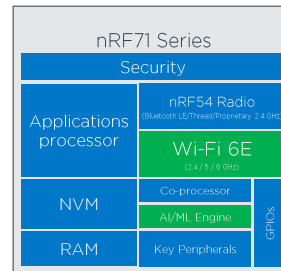 nRF71 Series
Security
Applications
processor
nRF54 Radio
(Bluetooth LE/Thread/Proprietary 2.4 GHz)
Wi-Fi 6E
(2.4 / 5 / 6 GHz)
NVM
Co-processor
AI/ML Engine
GPIOs
RAM
Key Peripherals